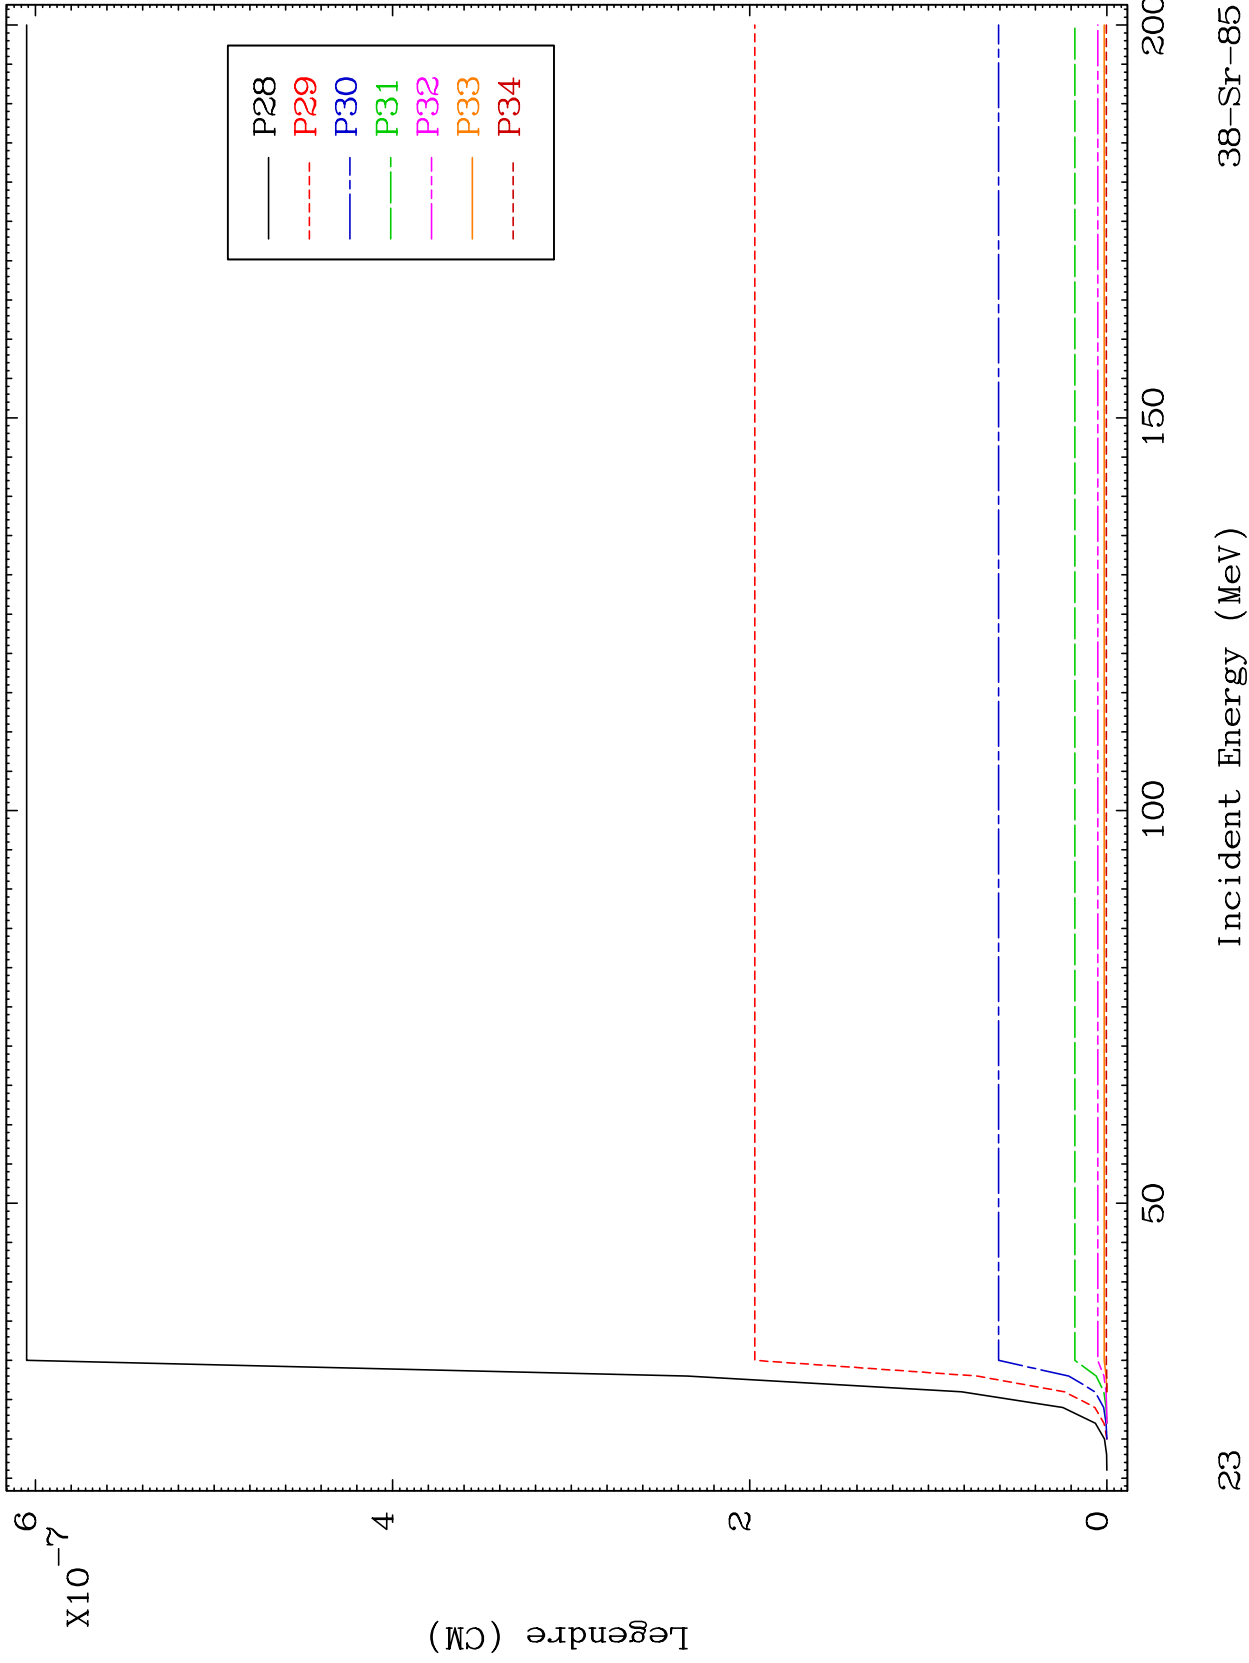 6
X10-7
4
2
0
Legendre (CM)
P28
P29
P30
P31
P32
P33
P34
50
100
150
200
Incident Energy (MeV)
23
38-Sr-85